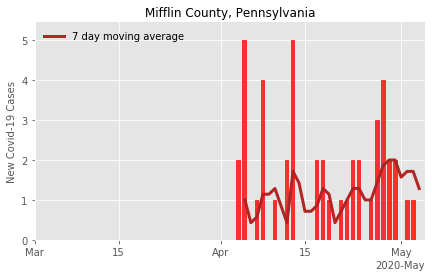 Mifflin County, Pennsylvania
7 day moving average
New Covid-19 Cases
5
4
3
2
1
0
Mar
15
Apr
15
May
2020-May